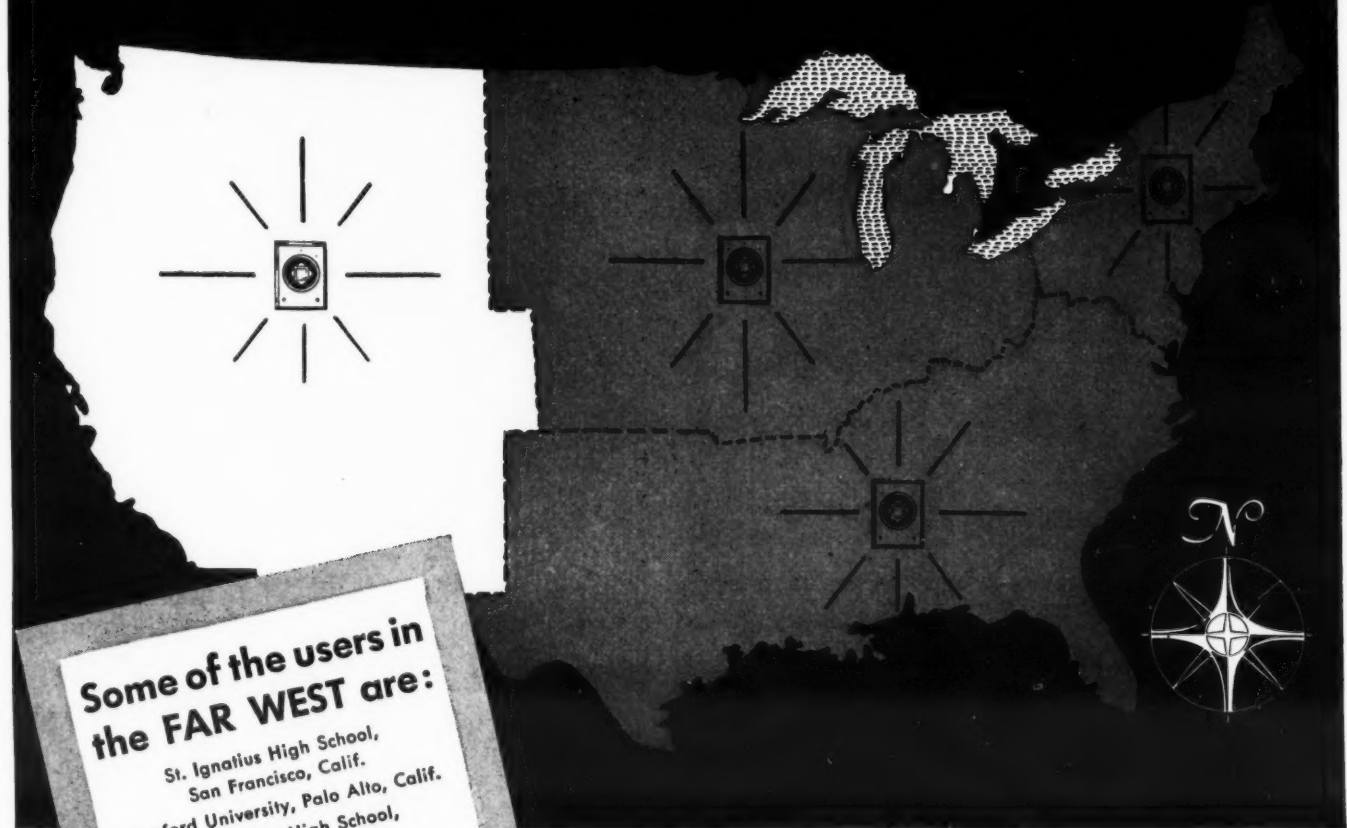 N
Some of the users in
the FAR WEST are:
St. Ignatius High School,
San Francisco, Calif.
University, Palo Alto, Calif.
High School,